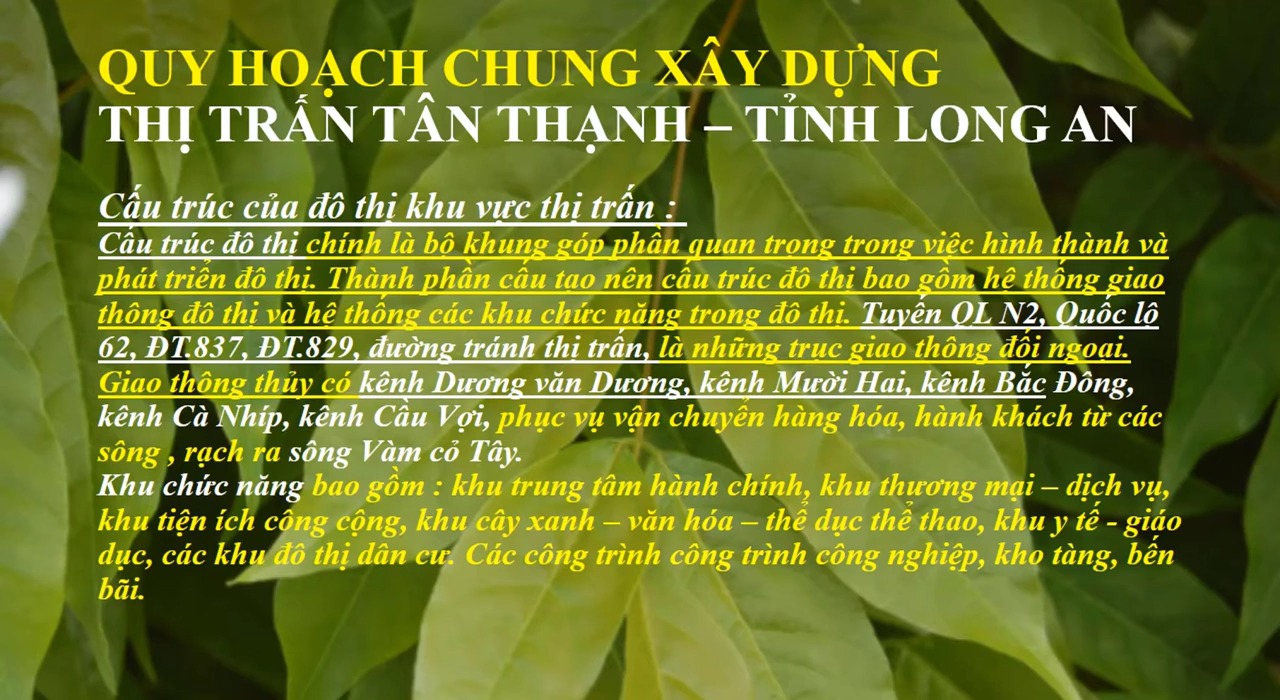 QUY HOẠCH CHUNG XÂY DỰNG
THỊ TRẤN TÂN THẠNH – TỈNH LONG AN
Cấu trúc của đô thị khu vực thị trấn :
Cấu trúc đô thị chính là bộ khung góp phần quan trọng trong việc hình thành và
phát triển đô thị. Thành phần cấu tạo nên cấu trúc đô thị bao gồm hệ thống giao
thông đô thị và hệ thống các khu chức năng trong đô thị. Tuyến QL N2, Quốc lộ
62, ĐT.837, ĐT.829, đường tránh thị trấn, là những trục giao thông đối ngoại.
Giao thông thủy có kênh Dương văn Dương, kênh Mười Hai, kênh Bắc Đông,
kênh Cà Nhíp, kênh Cầu Vợi, phục vụ vận chuyển hàng hóa, hành khách từ các
sông , rạch ra sông Vàm cỏ Tây.
Khu chức năng bao gồm : khu trung tâm hành chính, khu thương mại – dịch vụ,
khu tiện ích công cộng, khu cây xanh – văn hóa – thể dục thể thao, khu y tế - giáo
dục, các khu đô thị dân cư. Các công trình công trình công nghiệp, kho tàng, bến
bãi.